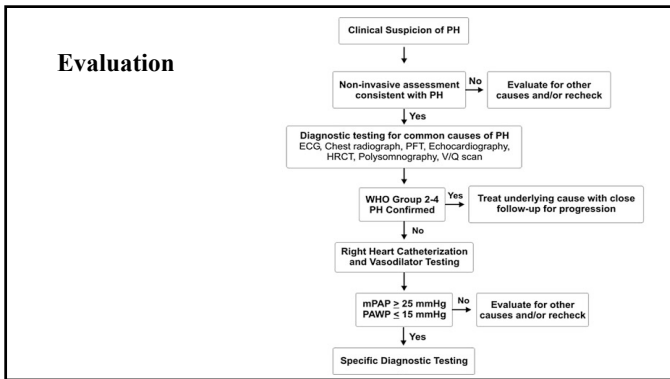 Evaluation
Clinical Suspicion of PH
Non-invasive assessment
consistent with PH
No
Evaluate for other
causes and/or recheck
Yes
Diagnostic testing for common causes of PH
ECG, Chest radiograph, PFT, Echocardiography,
HRCT, Polysomnography, V/Q scan
WHO Group 2-4
PH Confirmed
Yes
Treat underlying cause with close
follow-up for progression
No
Right Heart Catheterization
and Vasodilator Testing
mPAP ≥ 25 mmHg
PAWP ≤ 15 mmHg
No
Evaluate for other
causes and/or recheck
Yes
Specific Diagnostic Testing